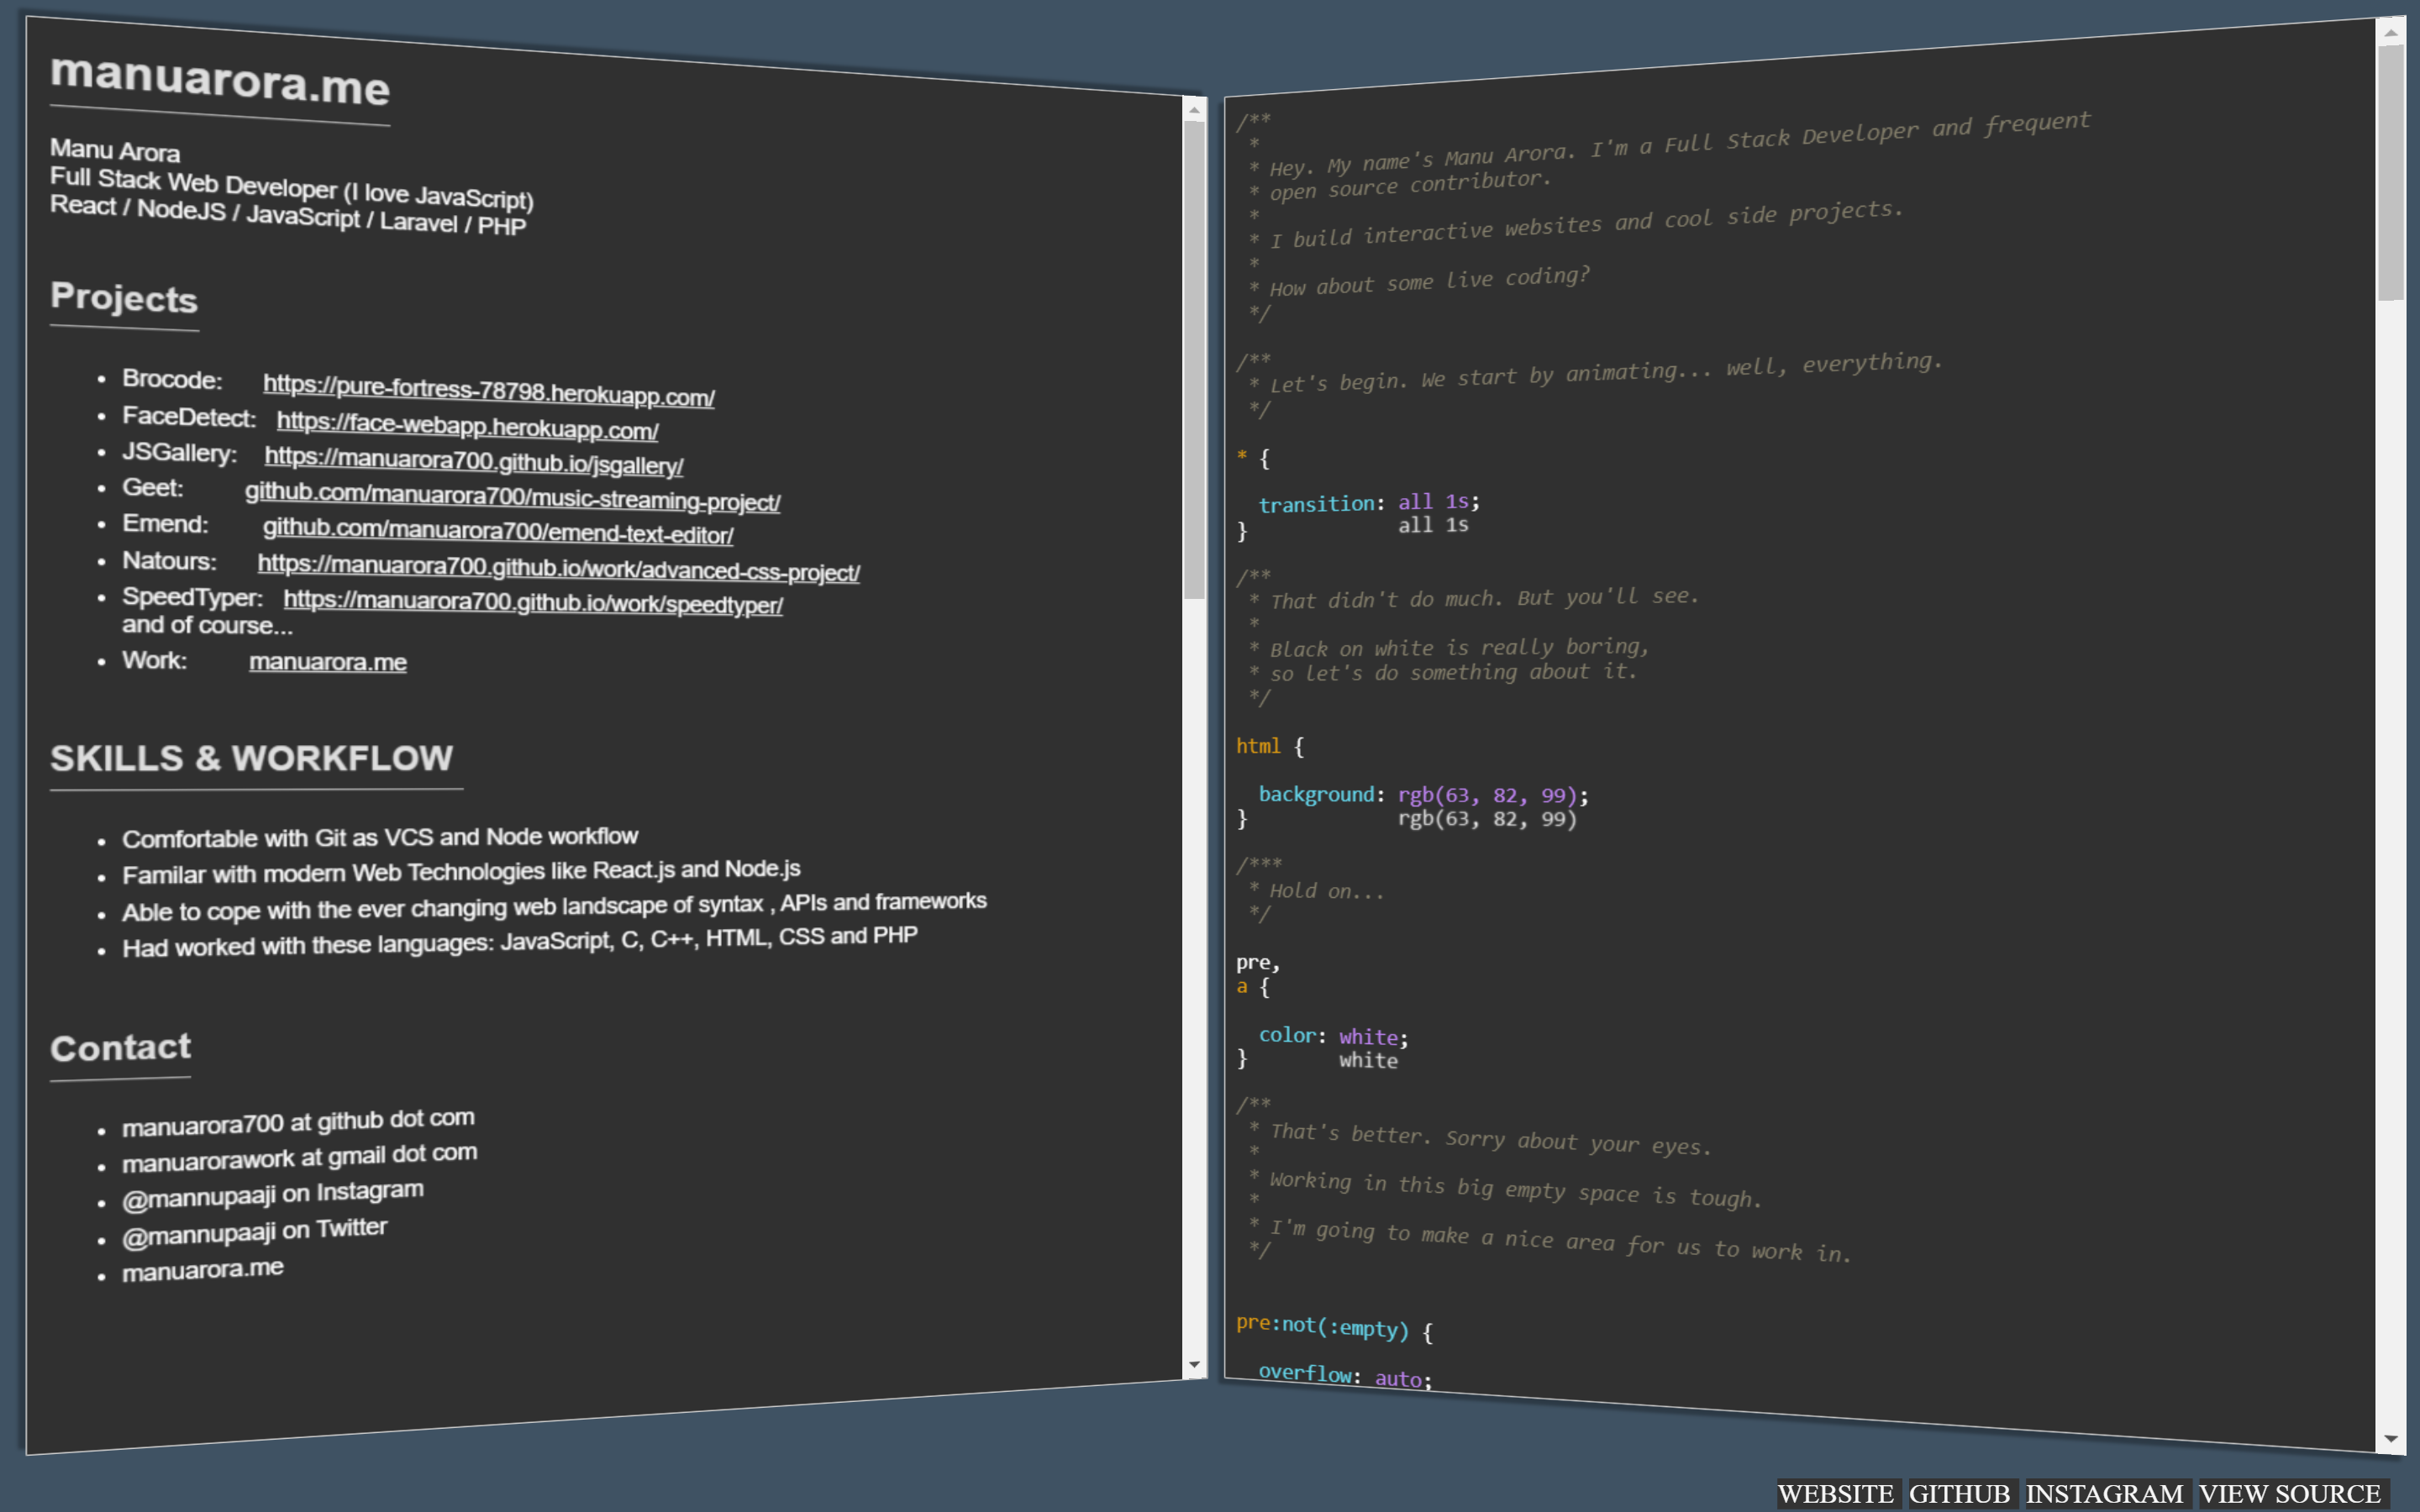 manuarora.me
Manu Arora
Full Stack Web Developer (I love JavaScript)
React / NodeJS / JavaScript / Laravel / PHP
Projects
• Brocode: https://pure-fortress-78798.herokuapp.com/
• FaceDetect: https://face-webapp.herokuapp.com/
• JSGallery: https://manuarora700.github.io/jsgallery/
• Geet: github.com/manuarora700/music-streaming-project/
• Emend: github.com/manuarora700/emend-text-editor/
• Natours: https://manuarora700.github.io/work/advanced-css-project/
• SpeedTyper: https://manuarora700.github.io/work/speedtyper/
and of course...
• Work: manuarora.me
SKILLS & WORKFLOW
• Comfortable with Git as VCS and Node workflow
• Familar with modern Web Technologies like React.js and Node.js
• Able to cope with the ever changing web landscape of syntax , APIs and frameworks
• Had worked with these languages: JavaScript, C, C++, HTML, CSS and PHP
Contact
• manuarora700 at github dot com
• manuarorawork at gmail dot com
• @mannupaaji on Instagram
• @mannupaaji on Twitter
• manuarora.me
/**
 *
 * Hey. My name's Manu Arora. I'm a Full Stack Developer and frequent
 * open source contributor.
 *
 * I build interactive websites and cool side projects.
 *
 * How about some live coding?
 */
/**
 * Let's begin. We start by animating... well, everything.
 */
* {
  transition: all 1s;
}             all 1s
/**
 * That didn't do much. But you'll see.
 *
 * Black on white is really boring,
 * so let's do something about it.
 */
html {
  background: rgb(63, 82, 99);
}             rgb(63, 82, 99)
/***
 * Hold on...
 */
pre,
a {
  color: white;
}        white
/**
 * That's better. Sorry about your eyes.
 *
 * Working in this big empty space is tough.
 *
 * I'm going to make a nice area for us to work in.
 */
pre:not(:empty) {
  overflow: auto;
WEBSITE GITHUB INSTAGRAM VIEW SOURCE